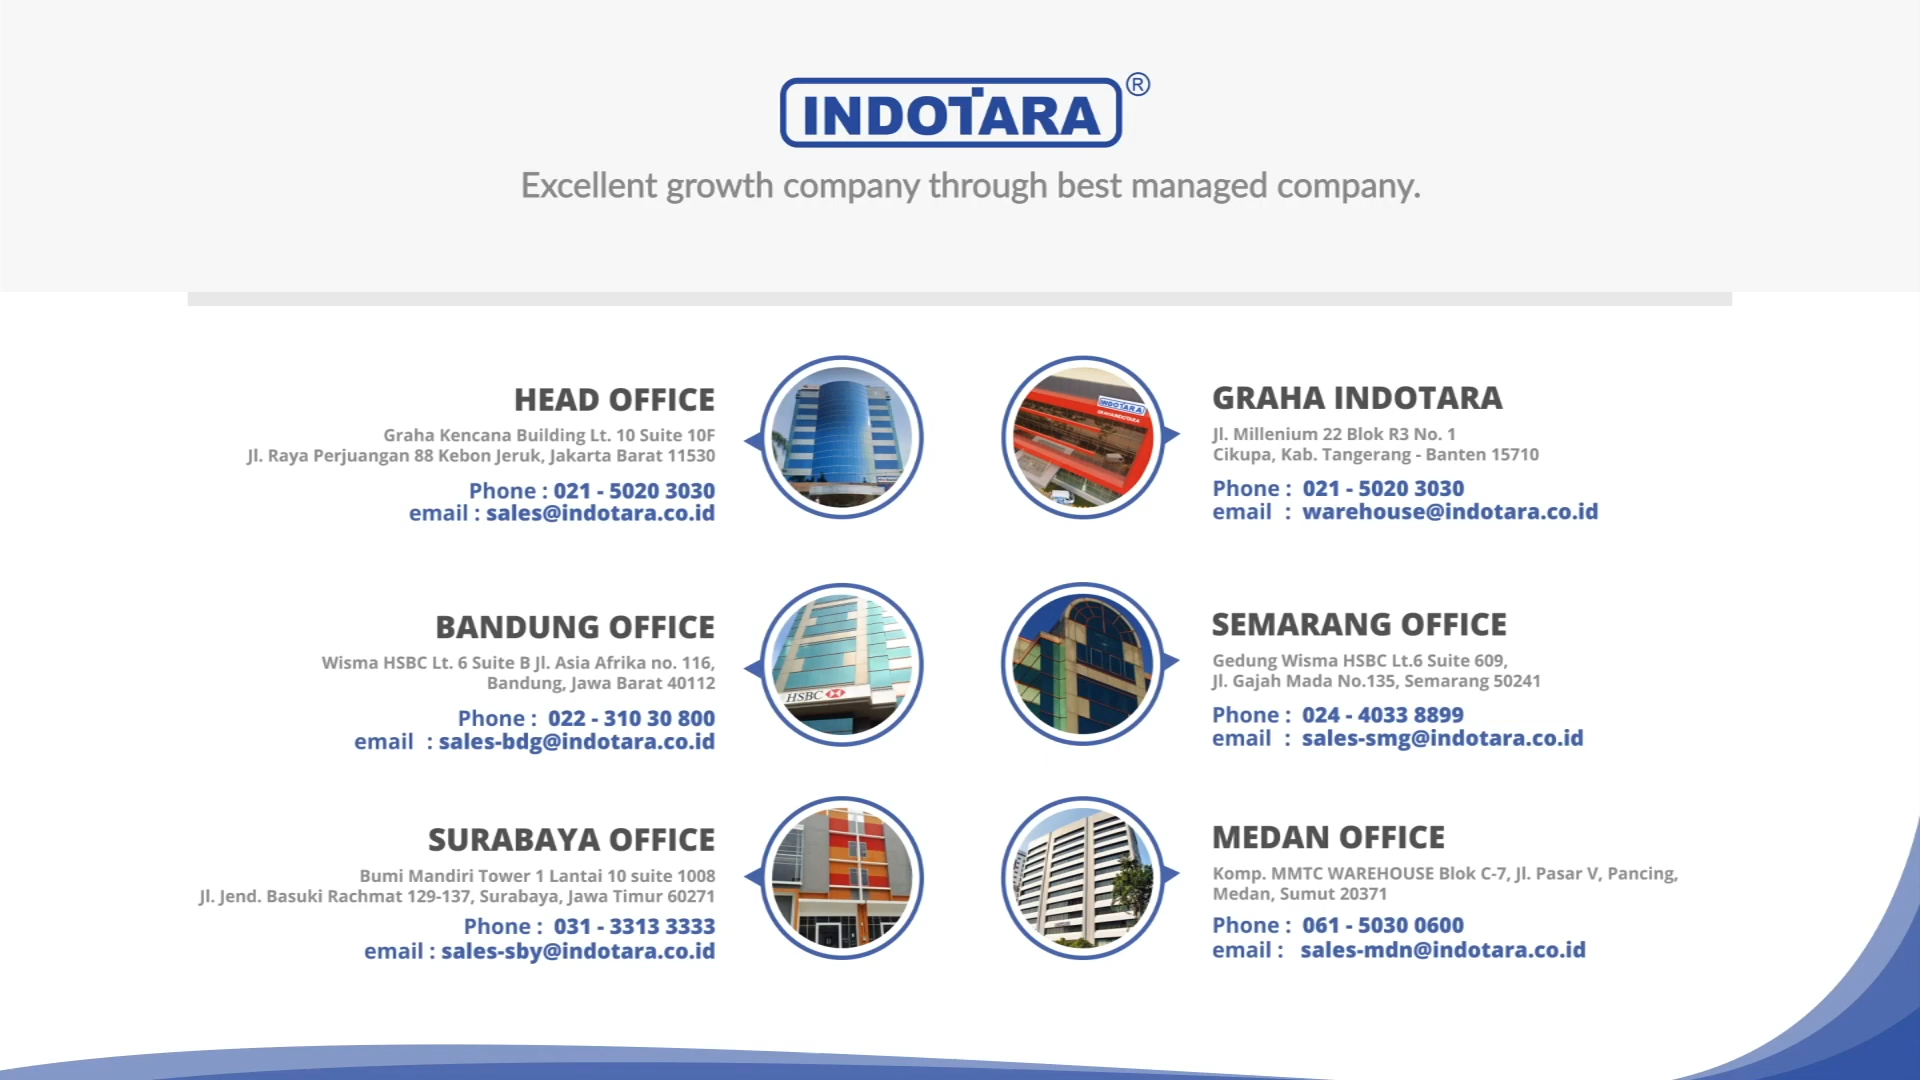 INDOTARA®
Excellent growth company through best managed company.
HEAD OFFICE
Graha Kencana Building Lt. 10 Suite 10F
Jl. Raya Perjuangan 88 Kebon Jeruk, Jakarta Barat 11530
Phone : 021 - 5020 3030
email : sales@indotara.co.id
INDOTARA
GRAHA INDOTARA
GRAHA INDOTARA
Jl. Millenium 22 Blok R3 No. 1
Cikupa, Kab. Tangerang - Banten 15710
Phone : 021 - 5020 3030
email : warehouse@indotara.co.id
BANDUNG OFFICE
Wisma HSBC Lt. 6 Suite B Jl. Asia Afrika no. 116,
Bandung, Jawa Barat 40112
Phone : 022 - 310 30 800
email : sales-bdg@indotara.co.id
HSBC
SEMARANG OFFICE
Gedung Wisma HSBC Lt.6 Suite 609,
Jl. Gajah Mada No.135, Semarang 50241
Phone : 024 - 4033 8899
email : sales-smg@indotara.co.id
SURABAYA OFFICE
Bumi Mandiri Tower 1 Lantai 10 suite 1008
Jl. Jend. Basuki Rachmat 129-137, Surabaya, Jawa Timur 60271
Phone : 031 - 3313 3333
email : sales-sby@indotara.co.id
MEDAN OFFICE
Komp. MMTC WAREHOUSE Blok C-7, Jl. Pasar V, Pancing,
Medan, Sumut 20371
Phone : 061 - 5030 0600
email : sales-mdn@indotara.co.id